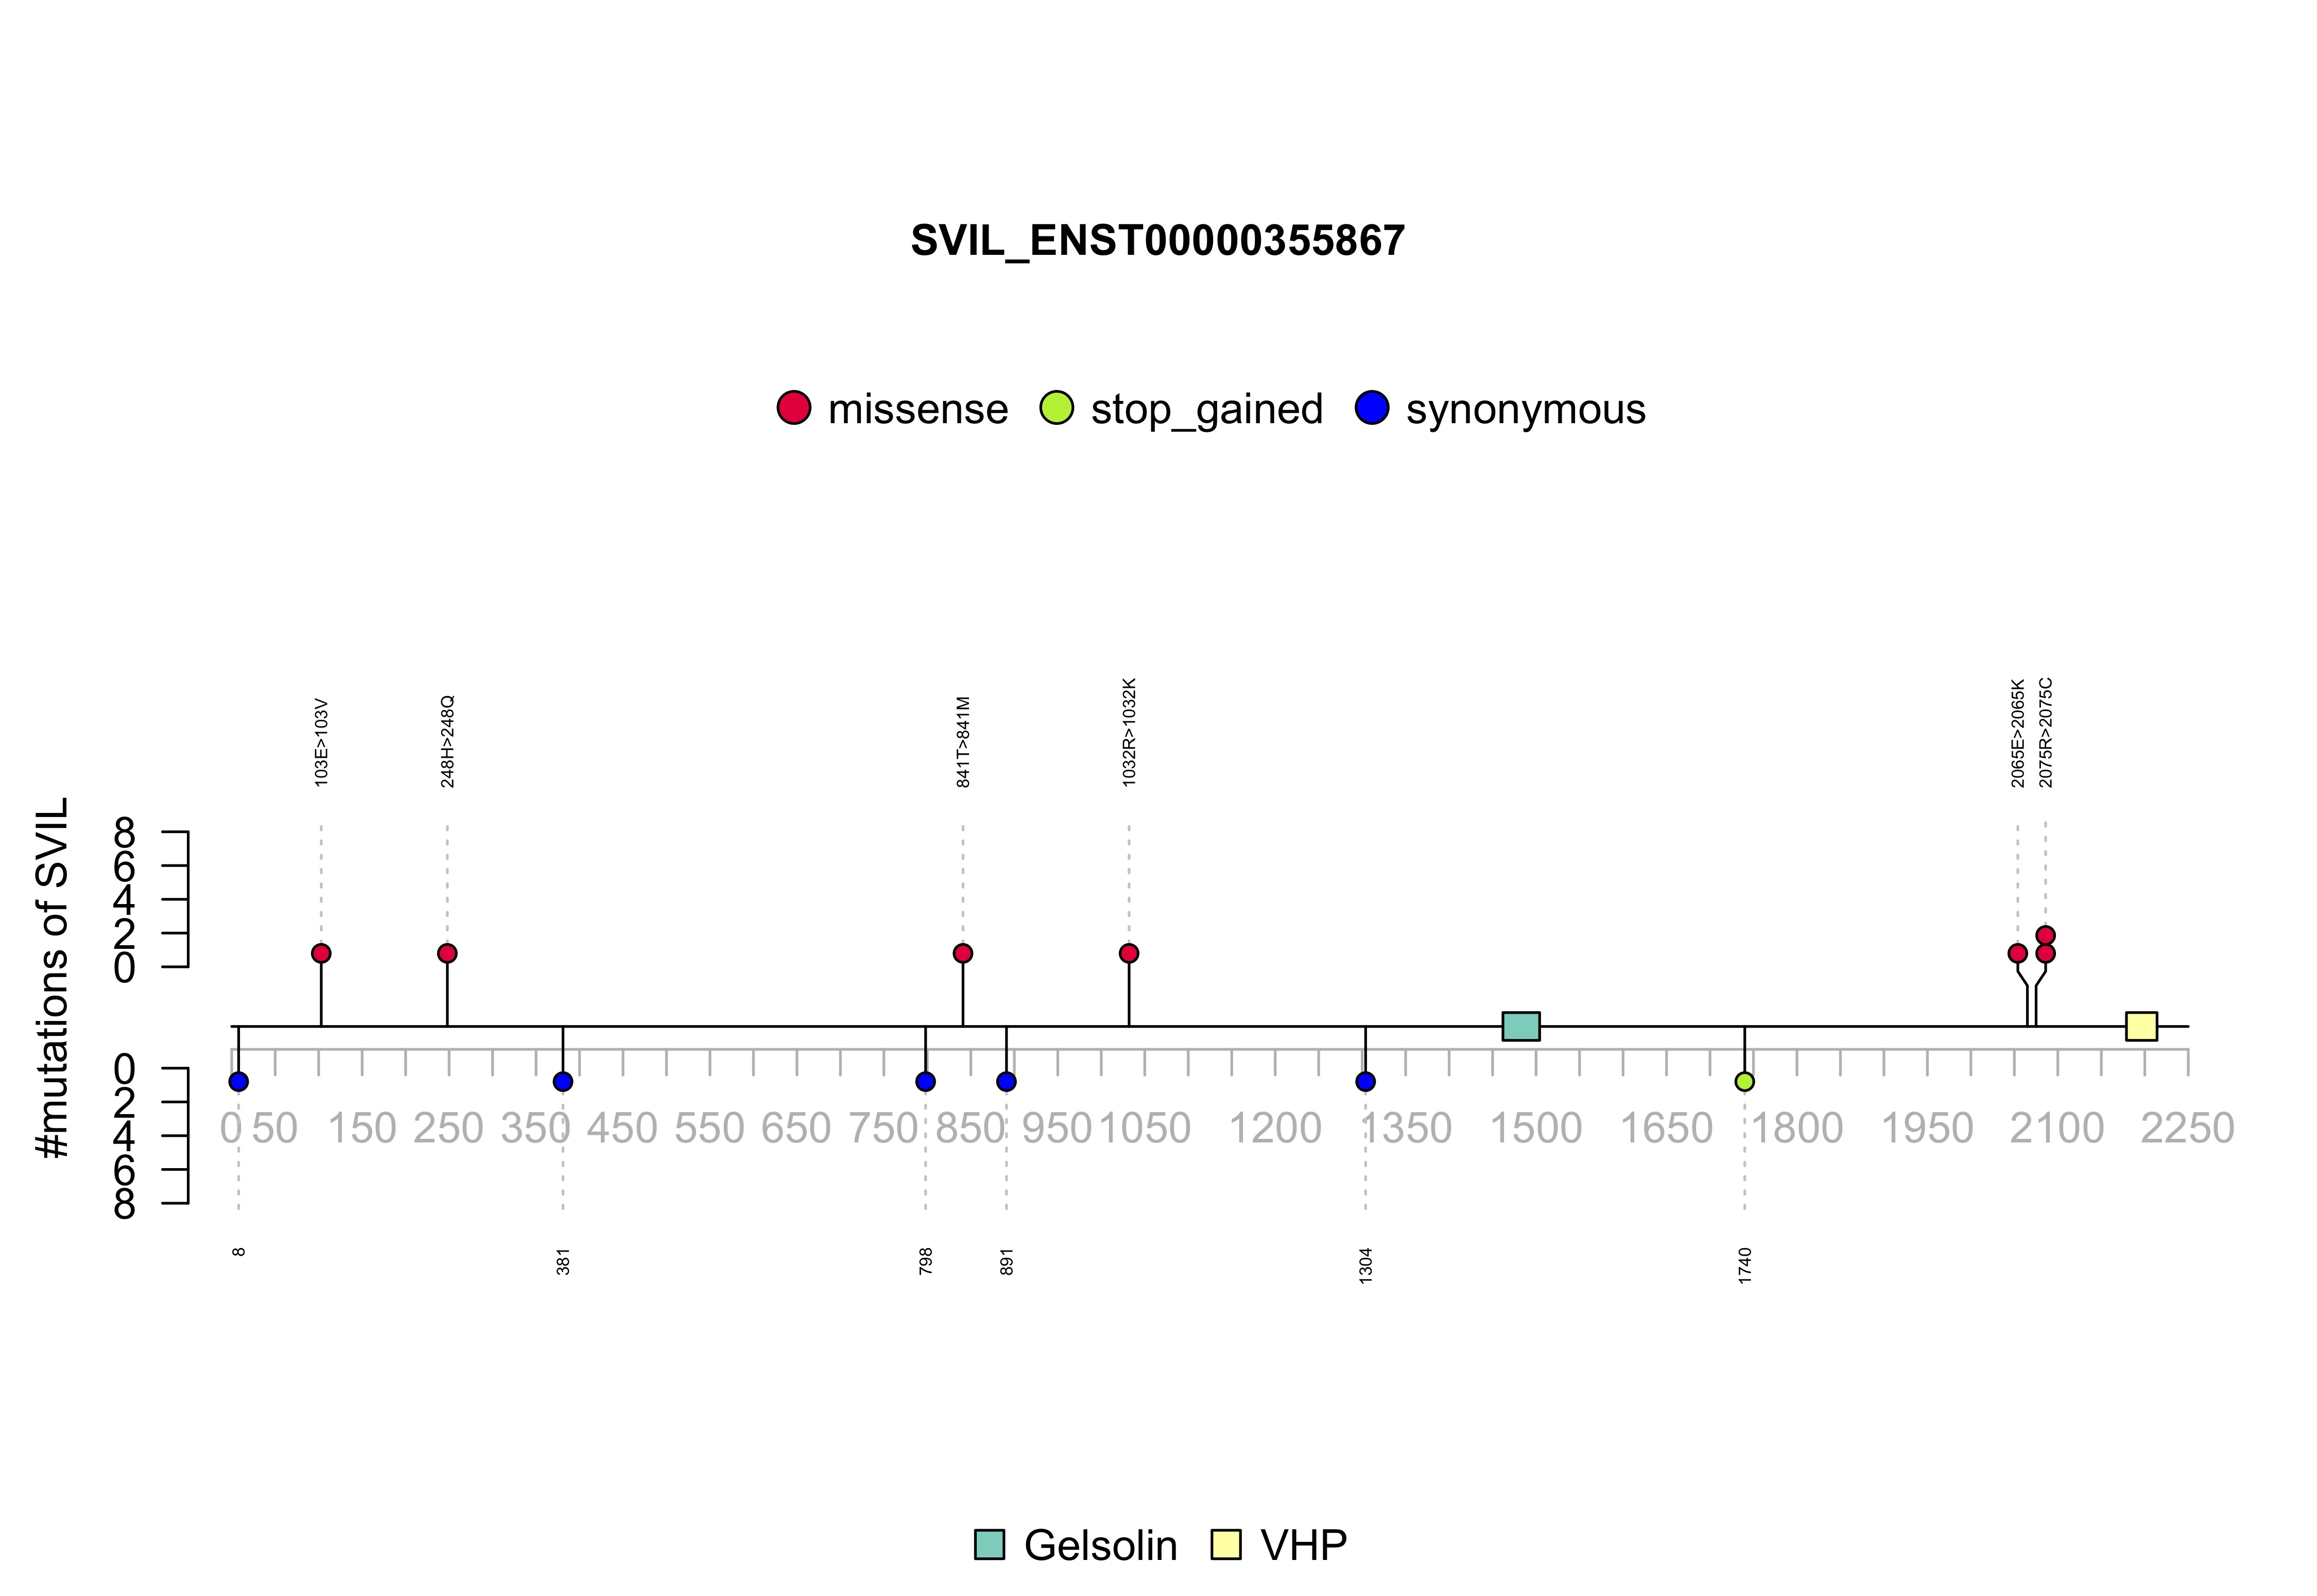 SVIL_ENST00000355867
missense stop_gained synonymous
103E>103V
248H>248Q
841T>841M
1032R>1032K
2065E>2065K
2075R>2075C
#mutations of SVIL
8
6
4
2
0
0
2
4
6
8
0 50 150 250 350 450 550 650 750 850 950 1050 1200 1350 1500 1650 1800 1950 2100 2250
8
381
798
891
1304
1740
Gelsolin VHP